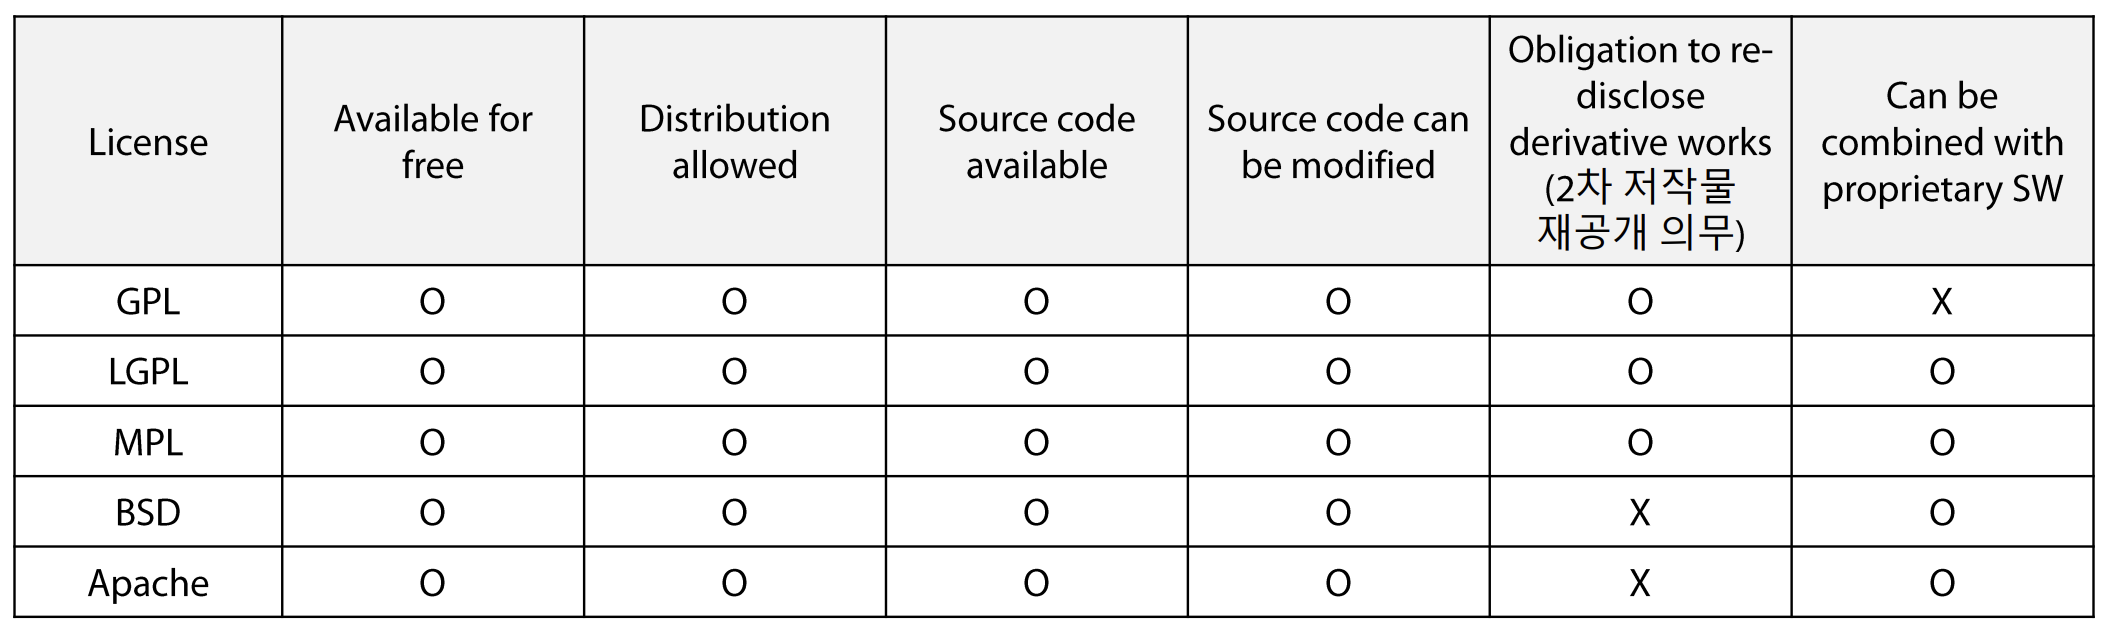 License
Available for
free
Distribution
allowed
Source code
available
Source code can
be modified
Obligation to re-
disclose
derivative works
(2차 저작물
재공개 의무)
Can be
combined with
proprietary SW
GPL O O O O O X
LGPL O O O O O O
MPL O O O O O O
BSD O O O O X O
Apache O O O O X O